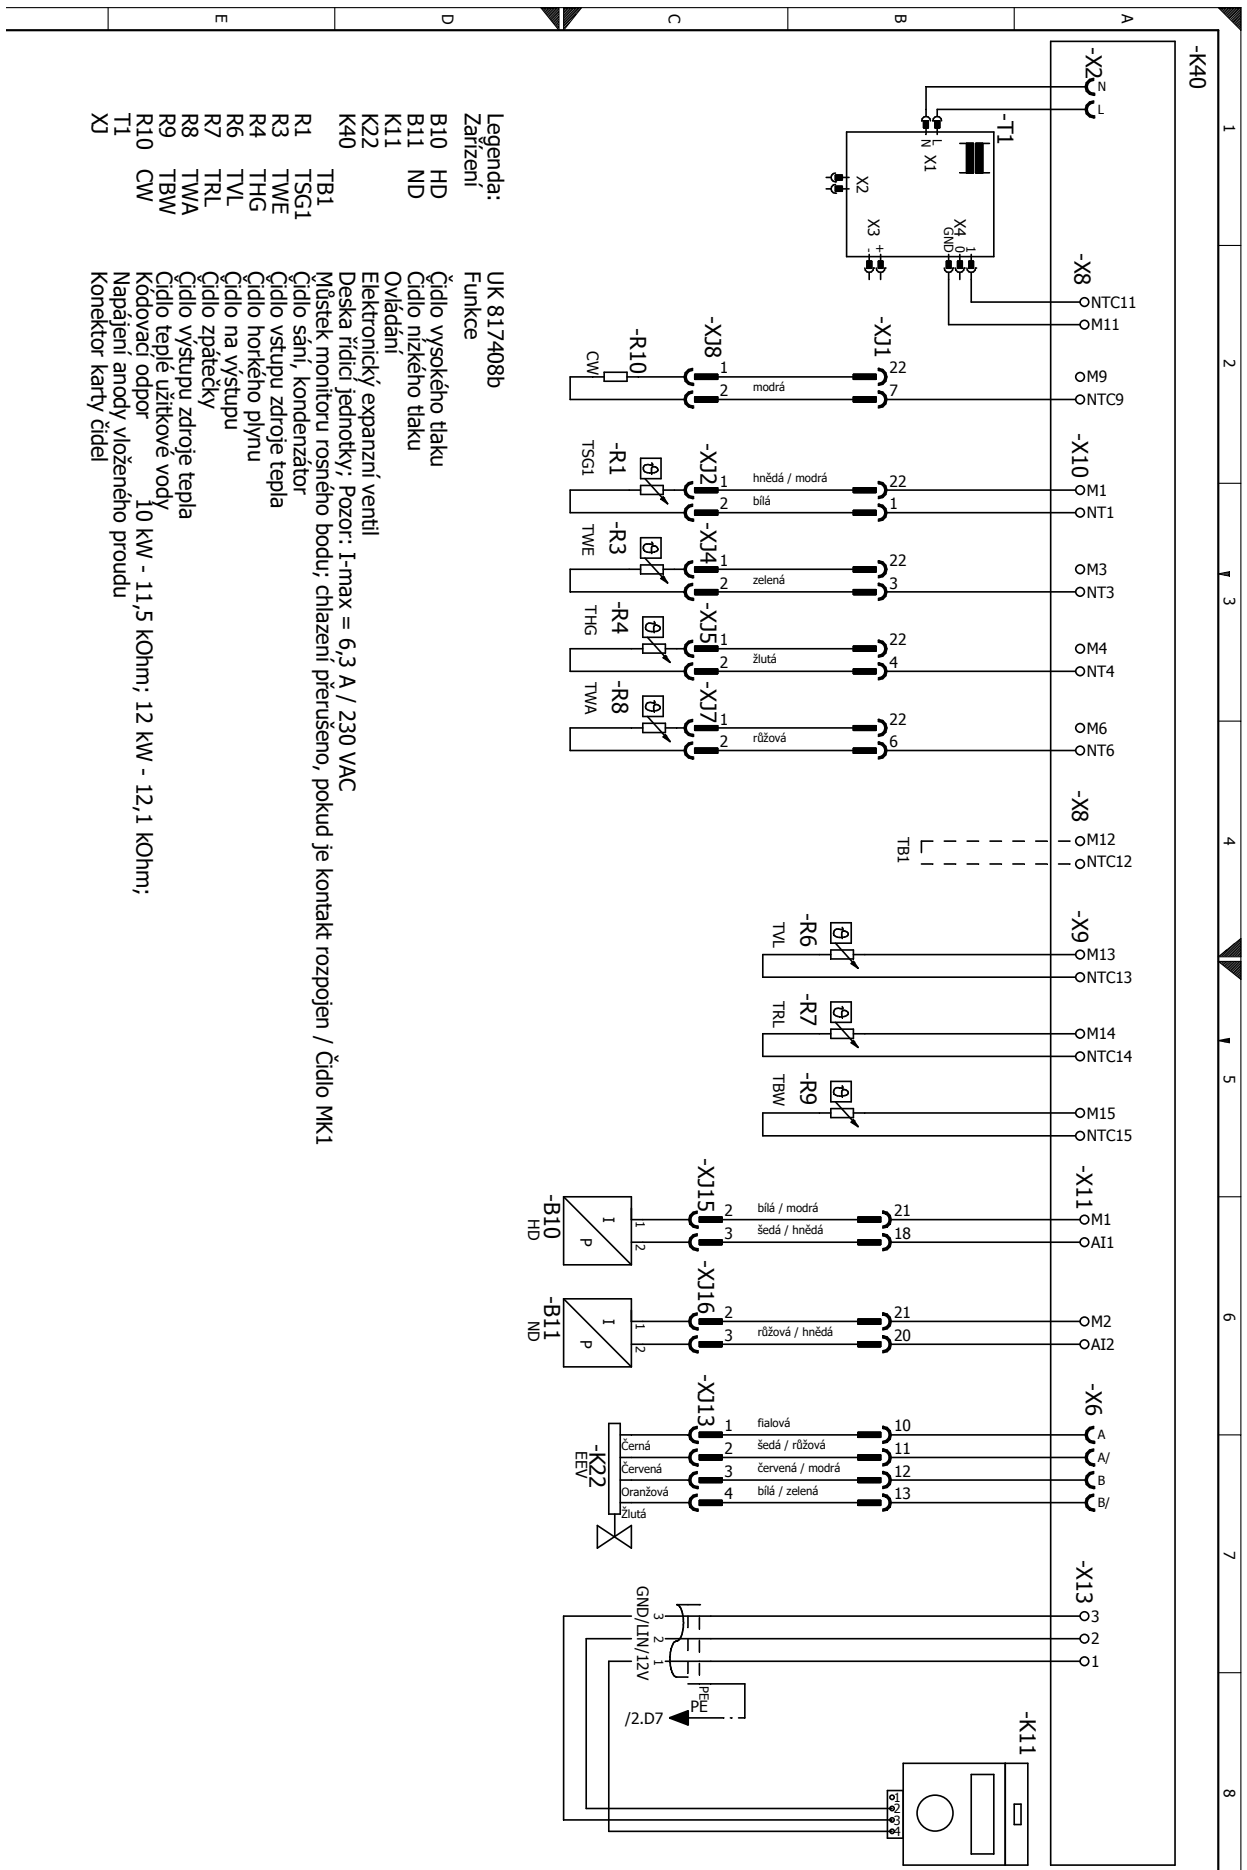 E
D
C
B
A
1
2
3
4
5
6
7
8
-K40
-X2
N
L
-T1
L
N
X1
X2
X3
+
-
X4
GND
0
1
-X8
NTC11
M11
-R10
CW
-XJ8
1
2
modrá
-XJ1
22
7
M9
NTC9
-X10
TSG1
-R1
ϑ
-XJ2
1
2
hnědá / modrá
bílá
22
1
M1
NT1
TWE
-R3
ϑ
-XJ4
1
2
zelená
22
3
M3
NT3
THG
-R4
ϑ
-XJ5
1
2
žlutá
22
4
M4
NT4
TWA
-R8
ϑ
-XJ7
1
2
růžová
22
6
M6
NT6
-X8
TB1
M12
NTC12
-X9
TVL
-R6
ϑ
M13
NTC13
TRL
-R7
ϑ
M14
NTC14
TBW
-R9
ϑ
M15
NTC15
-X11
-B10
HD
I
P
1
2
-XJ15
2
3
bílá / modrá
šedá / hnědá
21
18
M1
AI1
-B11
ND
I
P
1
2
-XJ16
2
3
růžová / hnědá
21
20
M2
AI2
-X6
-K22
EEV
Černá
Červená
Oranžová
Žlutá
-XJ13
1
2
3
4
fialová
šedá / růžová
červená / modrá
bílá / zelená
10
11
12
13
A
A/
B
B/
-X13
GND/LIN/12V
3
2
1
3
2
1
PE
PE
/2.D7
-K11
1
2
3
4
Legenda: UK 817408b
Zařízení Funkce
B10 HD Čidlo vysokého tlaku
B11 ND Čidlo nízkého tlaku
K11 Ovládání
K22 Elektronický expanzní ventil
K40 Deska řídicí jednotky; Pozor: I-max = 6,3 A / 230 VAC
TB1 Můstek monitoru rosného bodu; chlazení přerušeno, pokud je kontakt rozpojen / Čidlo MK1
R1 TSG1 Čidlo sání, kondenzátor
R3 TWE Čidlo vstupu zdroje tepla
R4 THG Čidlo horkého plynu
R6 TVL Čidlo na výstupu
R7 TRL Čidlo zpátečky
R8 TWA Čidlo výstupu zdroje tepla
R9 TBW Čidlo teplé užitkové vody
R10 CW Kódovací odpor 10 kW - 11,5 kOhm; 12 kW - 12,1 kOhm;
T1 Napájení anody vloženého proudu
XJ Konektor karty čidel